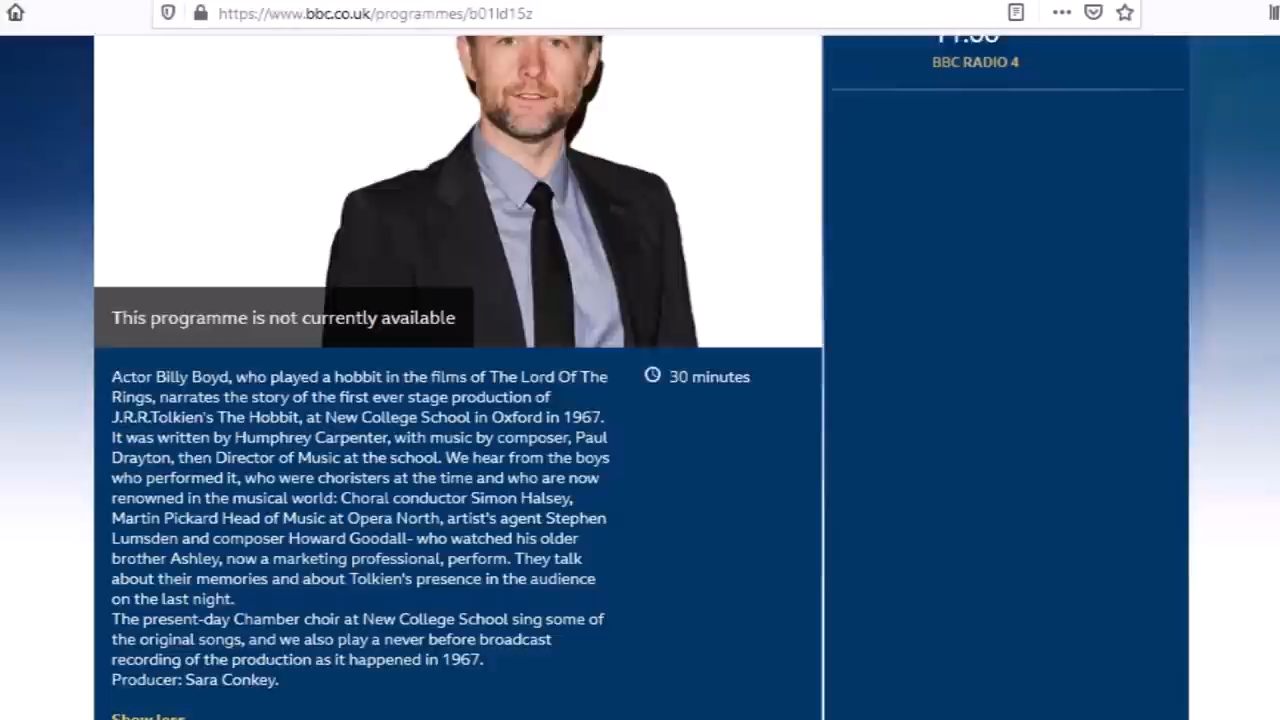 https://www.bbc.co.uk/programmes/b01ld15z
11:00
BBC RADIO 4
This programme is not currently available
Actor Billy Boyd, who played a hobbit in the films of The Lord Of The
Rings, narrates the story of the first ever stage production of
J.R.R.Tolkien's The Hobbit, at New College School in Oxford in 1967.
It was written by Humphrey Carpenter, with music by composer, Paul
Drayton, then Director of Music at the school. We hear from the boys
who performed it, who were choristers at the time and who are now
renowned in the musical world: Choral conductor Simon Halsey,
Martin Pickard Head of Music at Opera North, artist's agent Stephen
Lumsden and composer Howard Goodall- who watched his older
brother Ashley, now a marketing professional, perform. They talk
about their memories and about Tolkien's presence in the audience
on the last night.
The present-day Chamber choir at New College School sing some of
the original songs, and we also play a never before broadcast
recording of the production as it happened in 1967.
Producer: Sara Conkey.
30 minutes
Show less